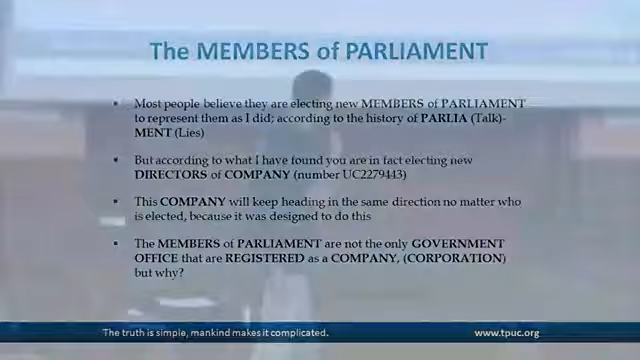 The MEMBERS of PARLIAMENT
▪ Most people believe they are electing new MEMBERS of PARLIAMENT
to represent them as I did; according to the history of PARLIA (Talk)-
MENT (Lies)
▪ But according to what I have found you are in fact electing new
DIRECTORS of COMPANY (number UC2279443)
▪ This COMPANY will keep heading in the same direction no matter who
is elected, because it was designed to do this
▪ The MEMBERS of PARLIAMENT are not the only GOVERNMENT
OFFICE that are REGISTERED as a COMPANY, (CORPORATION)
but why?
The truth is simple, mankind makes it complicated.
www.tpuc.org